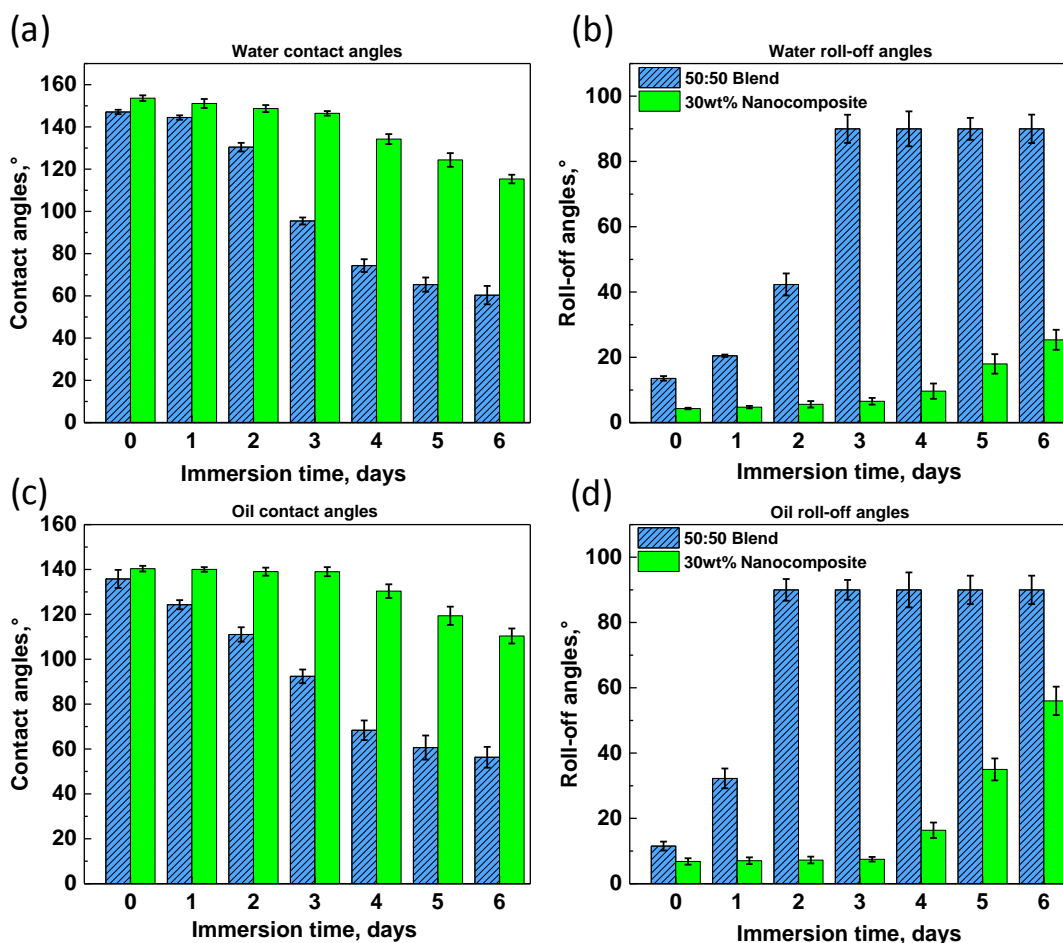 (a)
Water contact angles
160
140
120
100
80
60
40
20
0
Contact angles,°
0 1 2 3 4 5 6
Immersion time, days
(b)
Water roll-off angles
50:50 Blend
30wt% Nanocomposite
100
80
60
40
20
0
Roll-off angles,°
0 1 2 3 4 5 6
Immersion time, days
(c)
Oil contact angles
160
140
120
100
80
60
40
20
0
Contact angles,°
0 1 2 3 4 5 6
Immersion time, days
(d)
Oil roll-off angles
50:50 Blend
30wt% Nanocomposite
100
80
60
40
20
0
Roll-off angles,°
0 1 2 3 4 5 6
Immersion time, days